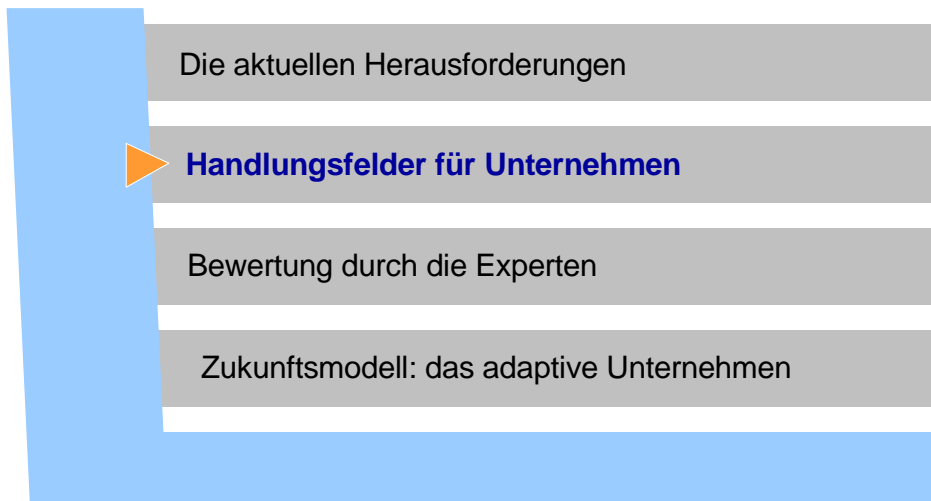 Die aktuellen Herausforderungen
Handlungsfelder für Unternehmen
Bewertung durch die Experten
Zukunftsmodell: das adaptive Unternehmen